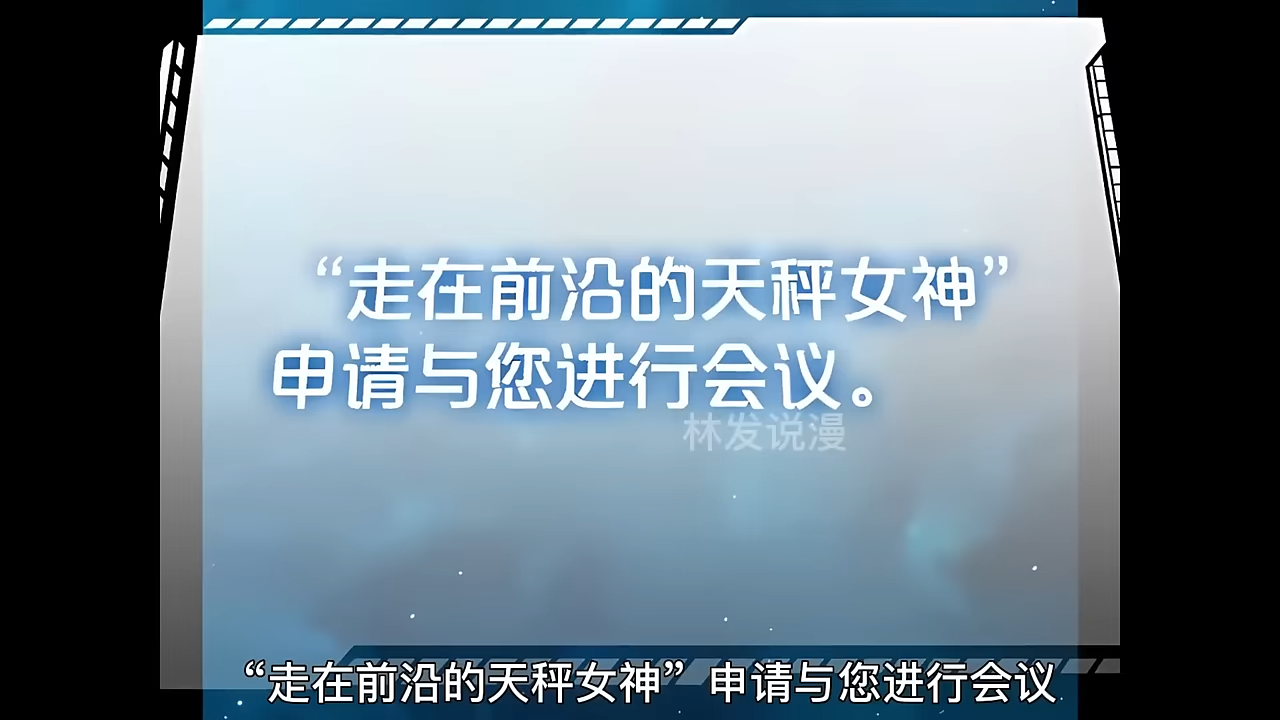 “走在前沿的天秤女神”
申请与您进行会议。
林发说漫
“走在前沿的天秤女神”申请与您进行会议